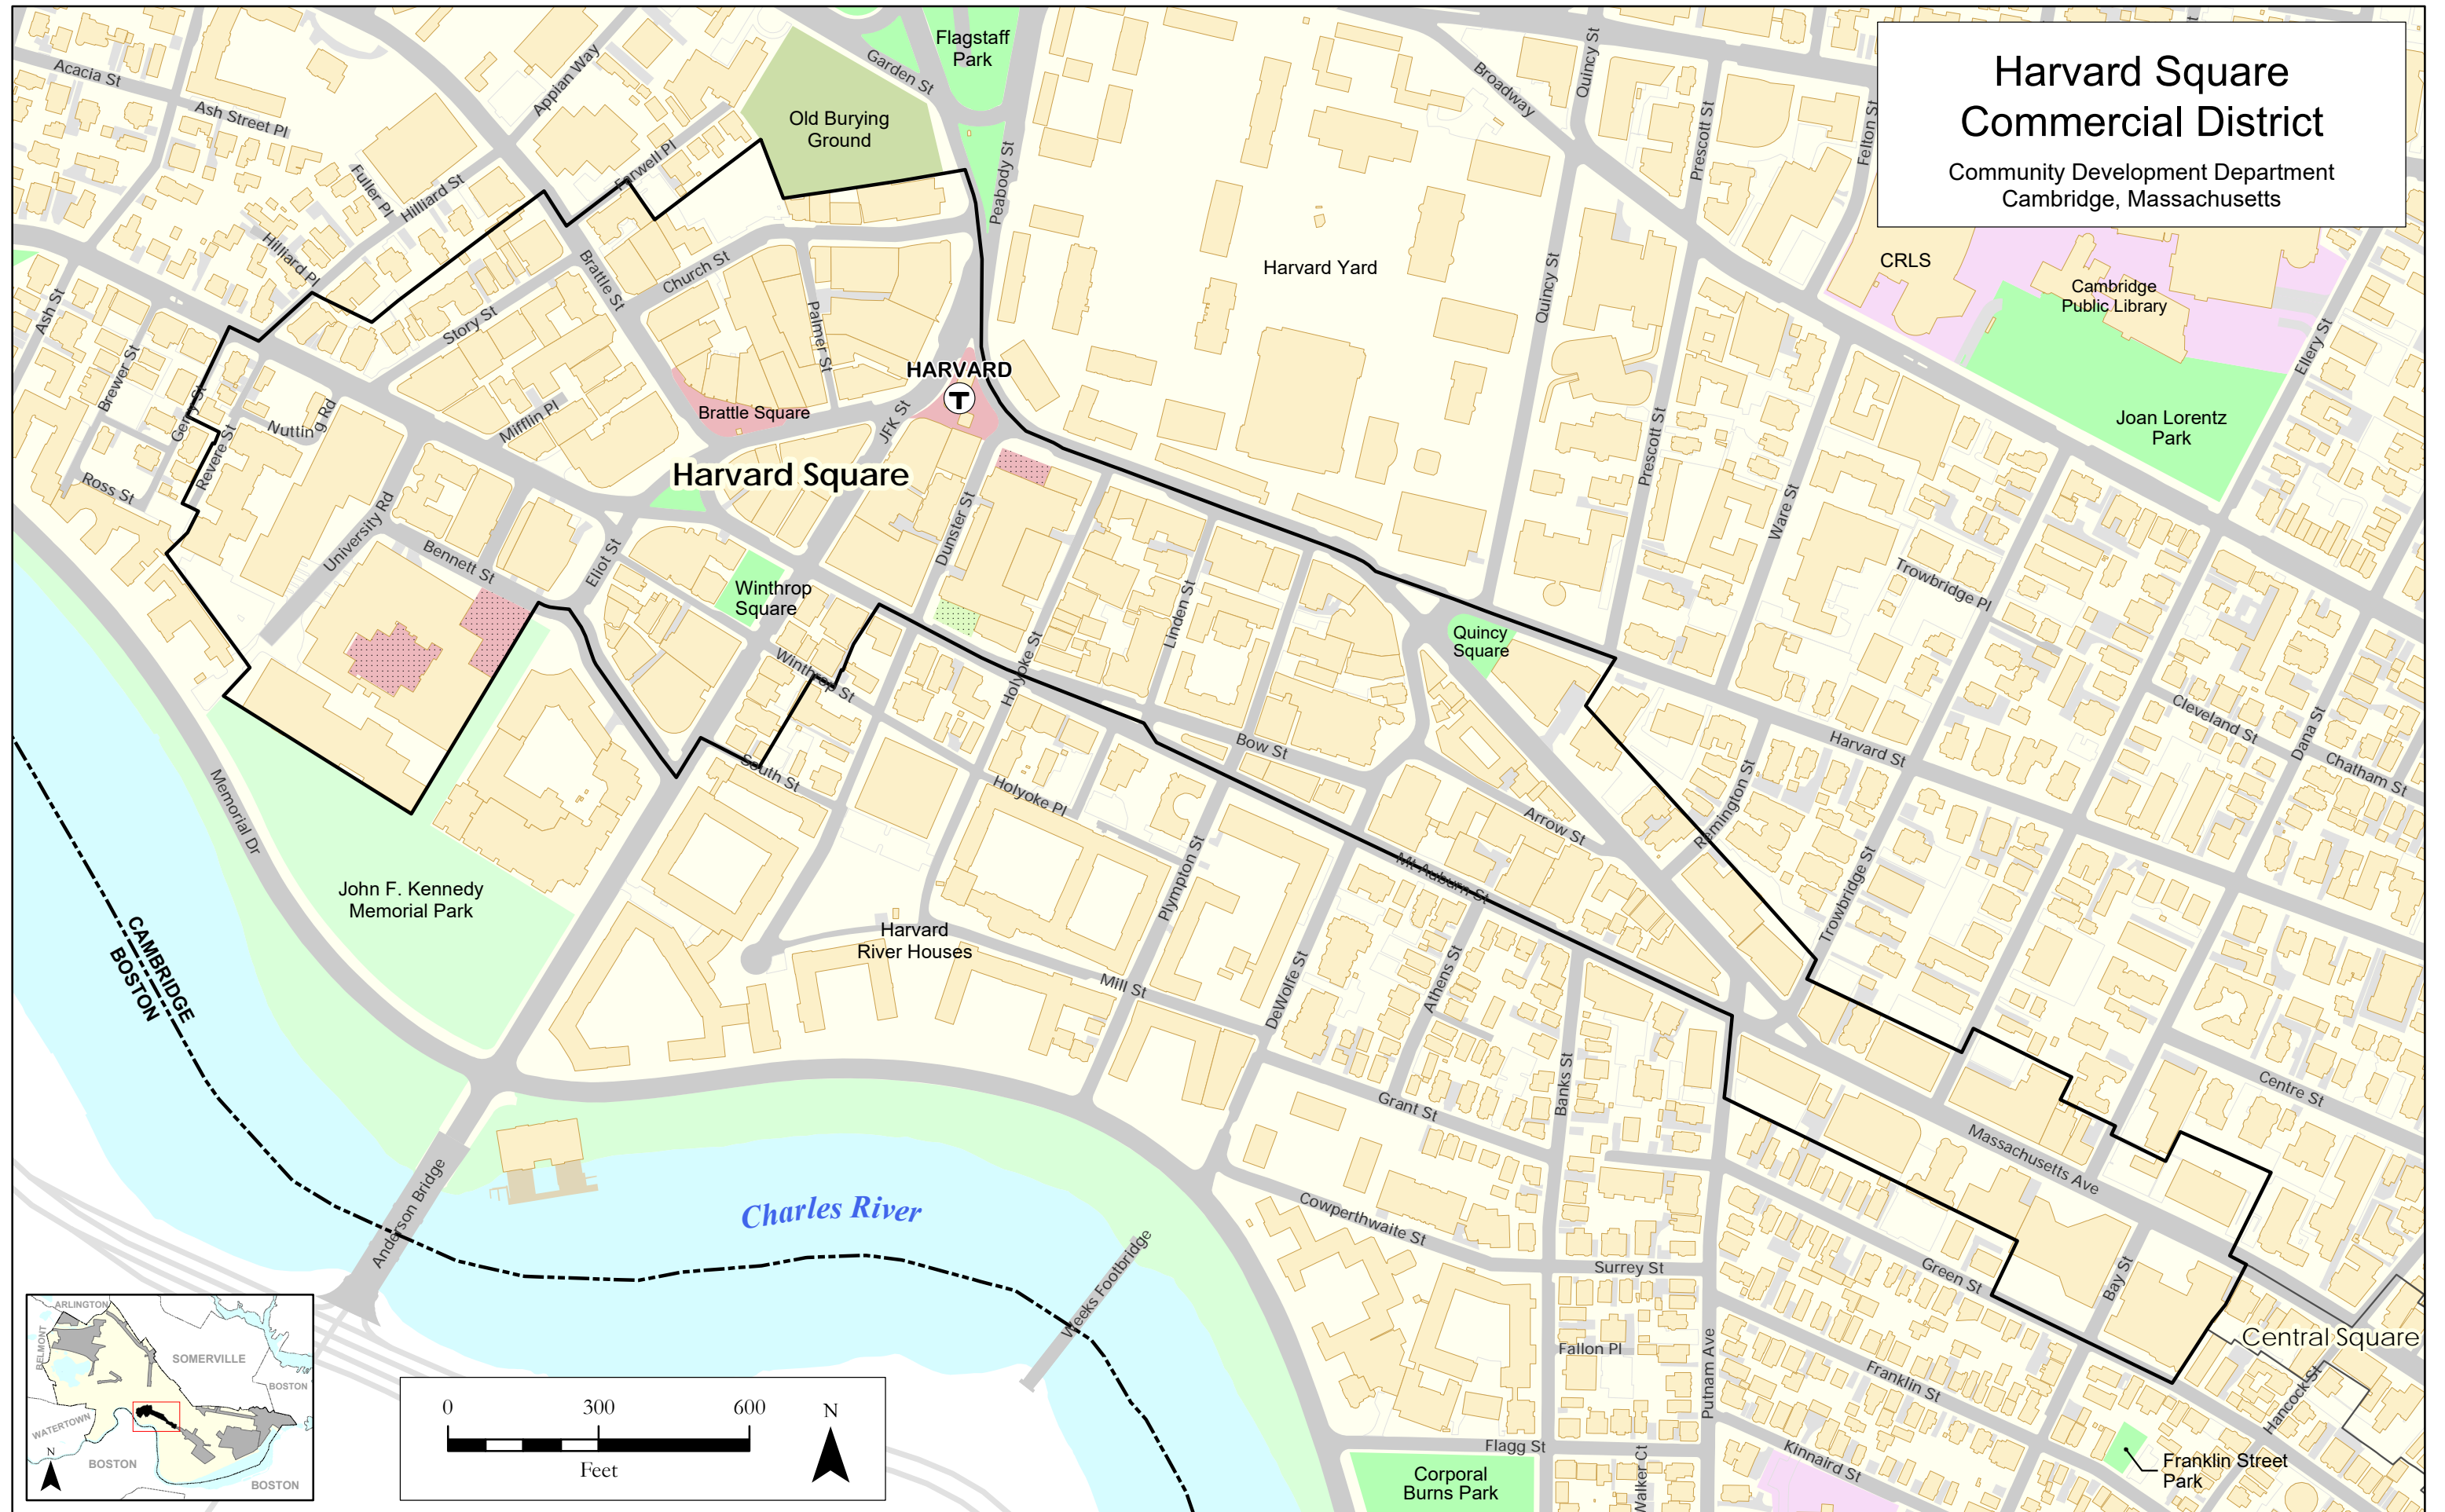 Harvard Square
Commercial District
Community Development Department
Cambridge, Massachusetts
Flagstaff
Park
Garden St
Old Burying
Ground
Peabody St
Broadway
Quincy St
Prescott St
Felton St
Acacia St
Ash Street Pl
Appian Way
Fuller Pl
Hilliard St
Farwell Pl
Hilliard Pl
Brattle St
Church St
Palmer St
Story St
Harvard Yard
Quincy St
CRLS
Cambridge
Public Library
Ellery St
Joan Lorentz
Park
Ash St
Brewer St
Gerry St
Revere St
Nutting Rd
Mifflin Pl
Ross St
HARVARD
T
Brattle Square
JFK St
Harvard Square
Prescott St
Ware St
University Rd
Bennett St
Eliot St
Dunster St
Winthrop
Square
Winthrop St
Holyoke St
Linden St
Quincy
Square
Trowbridge Pl
Cleveland St
Dana St
Chatham St
Harvard St
Remington St
Bow St
South St
Holyoke Pl
Arrow St
Mt Auburn St
Plympton St
Trowbridge St
Memorial Dr
John F. Kennedy
Memorial Park
Harvard
River Houses
Mill St
DeWolfe St
Athens St
Banks St
Grant St
Centre St
CAMBRIDGE
BOSTON
Massachusetts Ave
Anderson Bridge
Charles River
Weeks Footbridge
Cowperthwaite St
Surrey St
Green St
Bay St
Central Square
Fallon Pl
Putnam Ave
Franklin St
Hancock St
Flagg St
Walker Ct
Kinnaird St
Corporal
Burns Park
Franklin Street
Park
0 300 600
Feet
N
ARLINGTON
BELMONT
SOMERVILLE
BOSTON
WATERTOWN
N
BOSTON
BOSTON